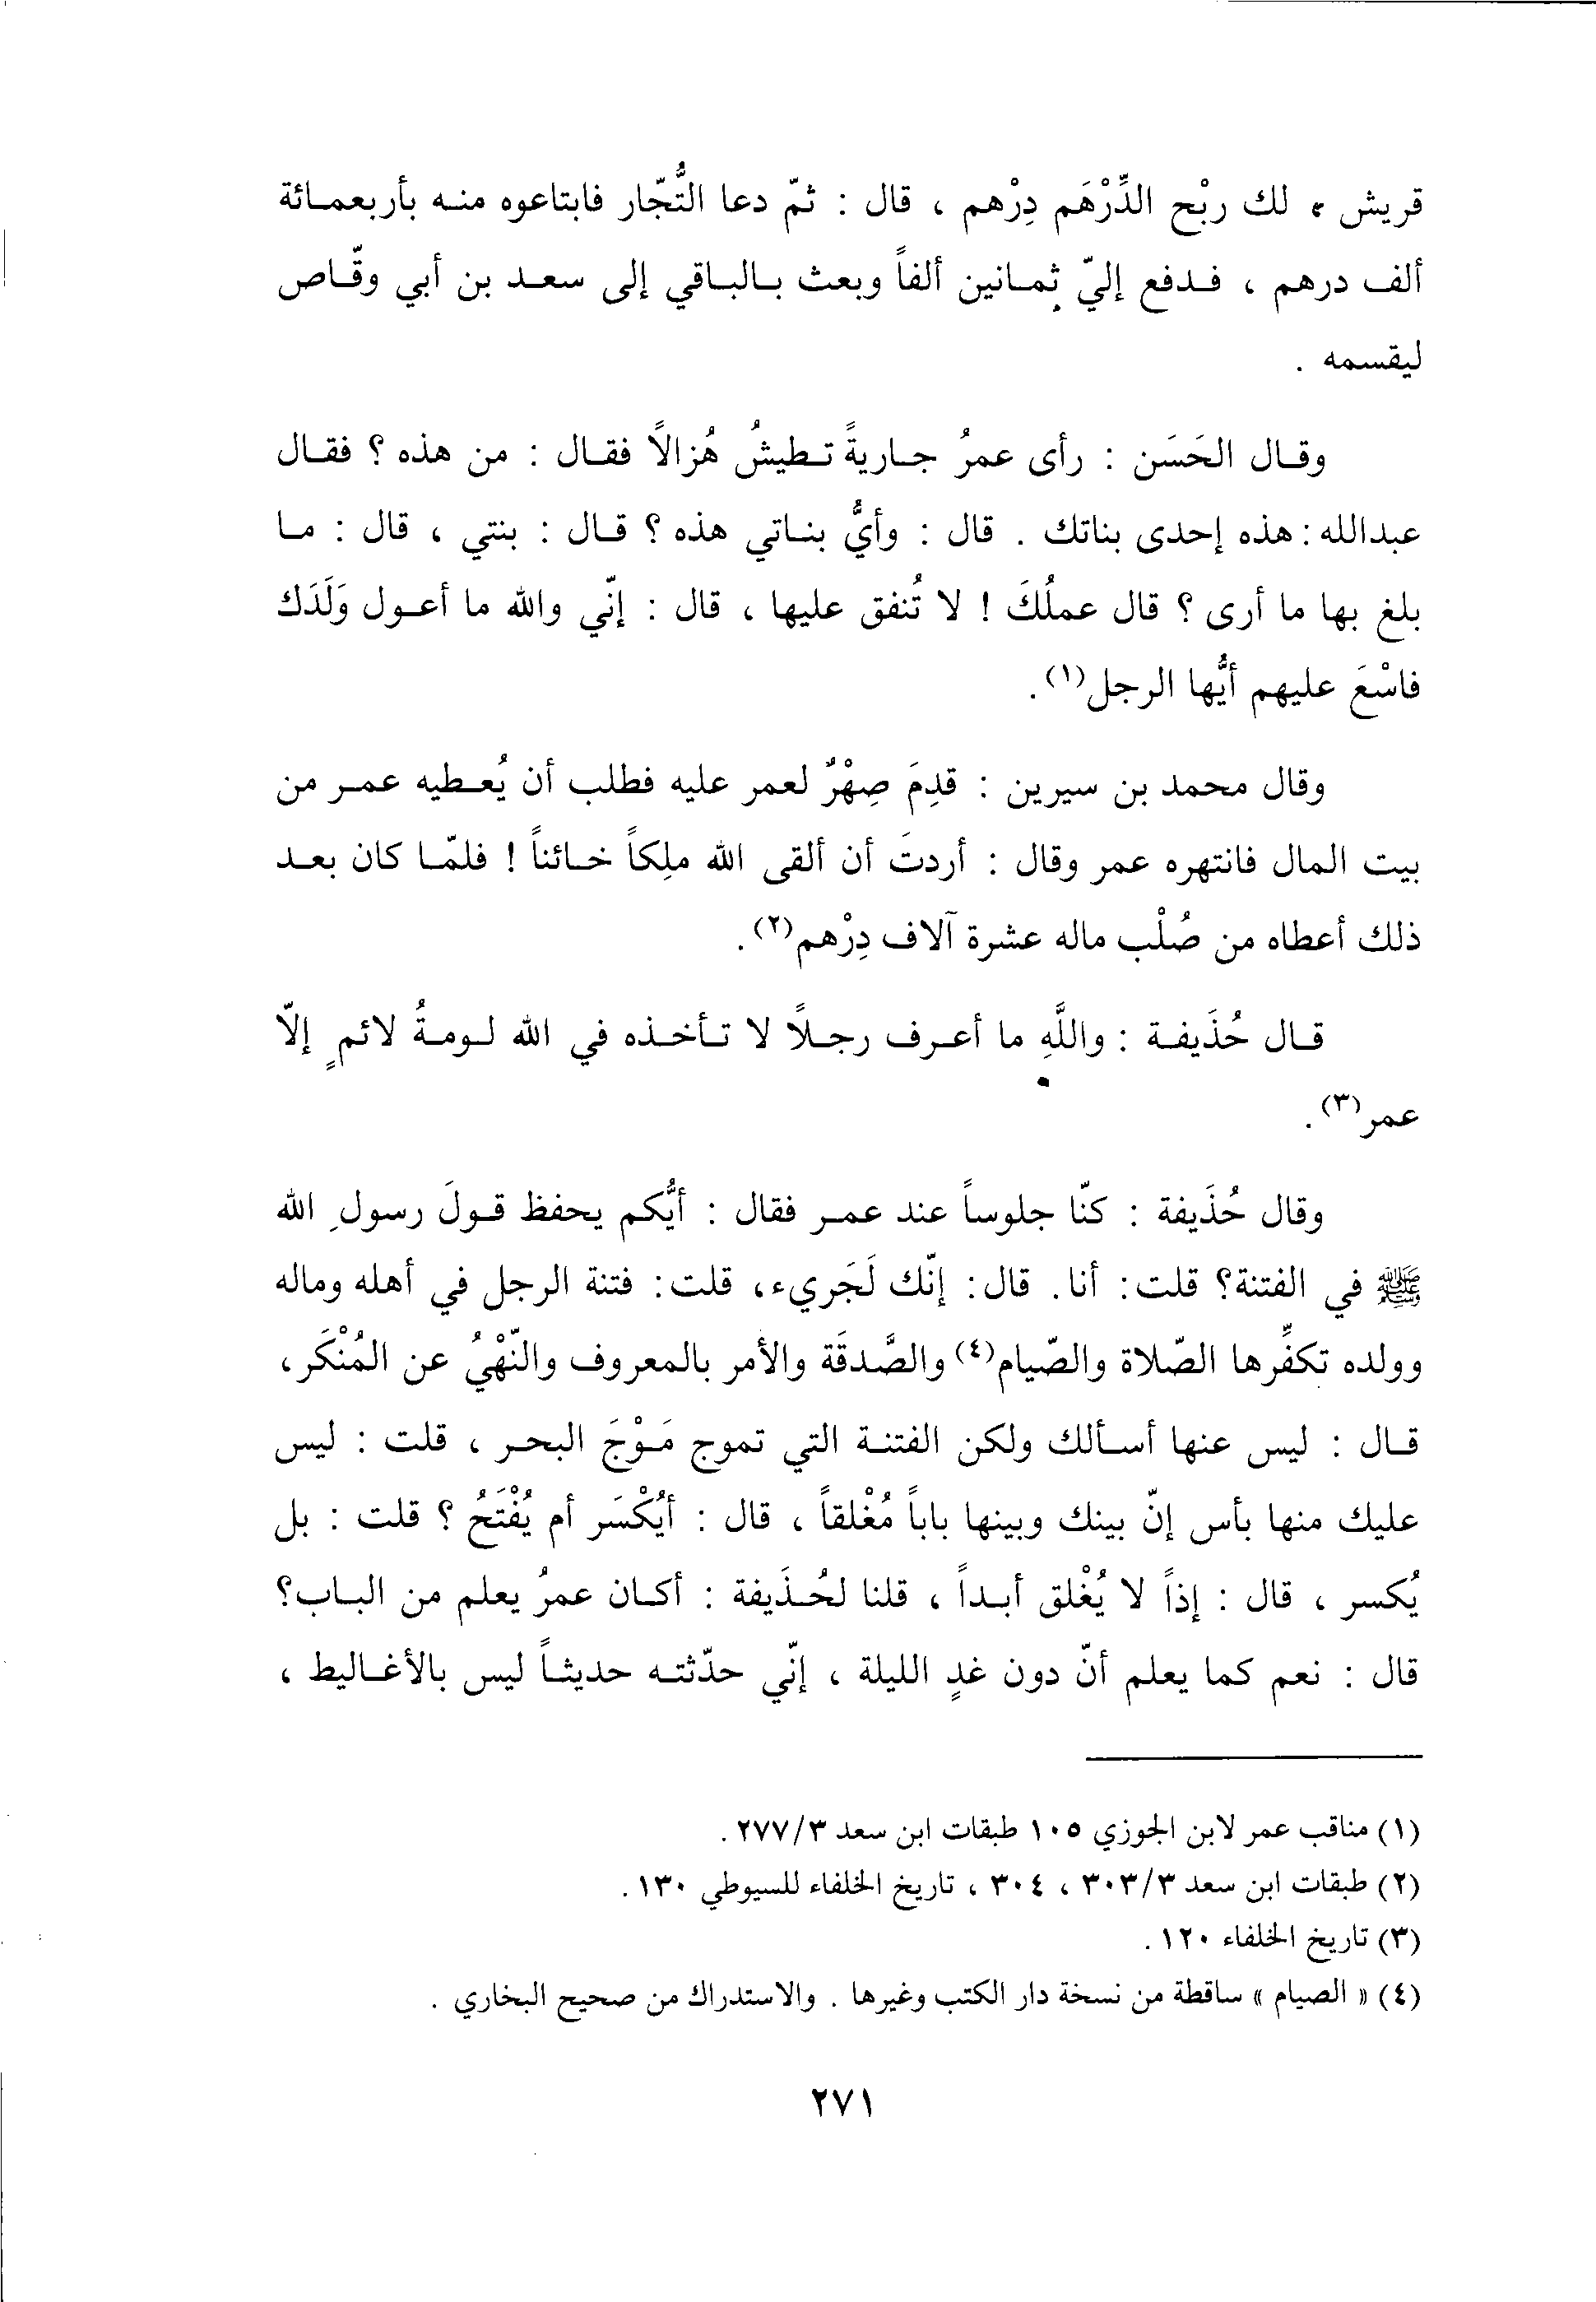 قريش ، لك ربْح الدِّرْهَم دِرْهم ، قال : ثمّ دعا التُّجّار فابتاعوه منه بأربعمائة
ألف درهم ، فدفع إليّ ثمانين ألفاً وبعث بالباقي إلى سعد بن أبي وقّاص
ليقسمه .
وقال الحَسَن : رأى عمرُ جاريةً تطيشُ هُزالاً فقال : من هذه ؟ فقال
عبدالله : هذه إحدى بناتك . قال : وأيُّ بناتي هذه ؟ قال : بنتي ، قال : ما
بلغ بها ما أرى ؟ قال عملُكَ ! لا تُنفق عليها ، قال : إنّي والله ما أعول وَلَدَك
فاسْعَ عليهم أيُّها الرجل(١) .
وقال محمد بن سيرين : قدِمَ صِهْرٌ لعمر عليه فطلب أن يُعطيه عمر من
بيت المال فانتهره عمر وقال : أردتَ أن ألقى الله ملِكاً خائناً ! فلمّا كان بعد
ذلك أعطاه من صُلْب ماله عشرة آلاف دِرْهم(٢) .
قال حُذَيفة : واللَّهِ ما أعرف رجلاً لا تأخذه في الله لومةُ لائمٍ إلّا
عمر(٣) .
وقال حُذَيفة : كنّا جلوساً عند عمر فقال : أيُّكم يحفظ قولَ رسولِ الله
ﷺ في الفتنة؟ قلت: أنا. قال: إنّك لَجَريء، قلت: فتنة الرجل في أهله وماله
وولده تكفِّرها الصّلاة والصّيام(٤) والصَّدقَة والأمر بالمعروف والنّهْيُ عن المُنْكَر،
قال : ليس عنها أسألك ولكن الفتنة التي تموج مَوْجَ البحر ، قلت : ليس
عليك منها بأس إنّ بينك وبينها باباً مُغْلقاً ، قال : أيُكْسَر أم يُفْتَحُ ؟ قلت : بل
يُكسر ، قال : إذاً لا يُغْلق أبداً ، قلنا لحُذَيفة : أكان عمرُ يعلم من الباب؟
قال : نعم كما يعلم أنّ دون غدٍ الليلة ، إنّي حدّثته حديثاً ليس بالأغاليط ،
(١) مناقب عمر لابن الجوزي ١٠٥ طبقات ابن سعد ٢٧٧/٣ .
(٢) طبقات ابن سعد ٣٠٣/٣ ، ٣٠٤ ، تاريخ الخلفاء للسيوطي ١٣٠ .
(٣) تاريخ الخلفاء ١٢٠ .
(٤) « الصيام » ساقطة من نسخة دار الكتب وغيرها . والاستدراك من صحيح البخاري .
٢٧١